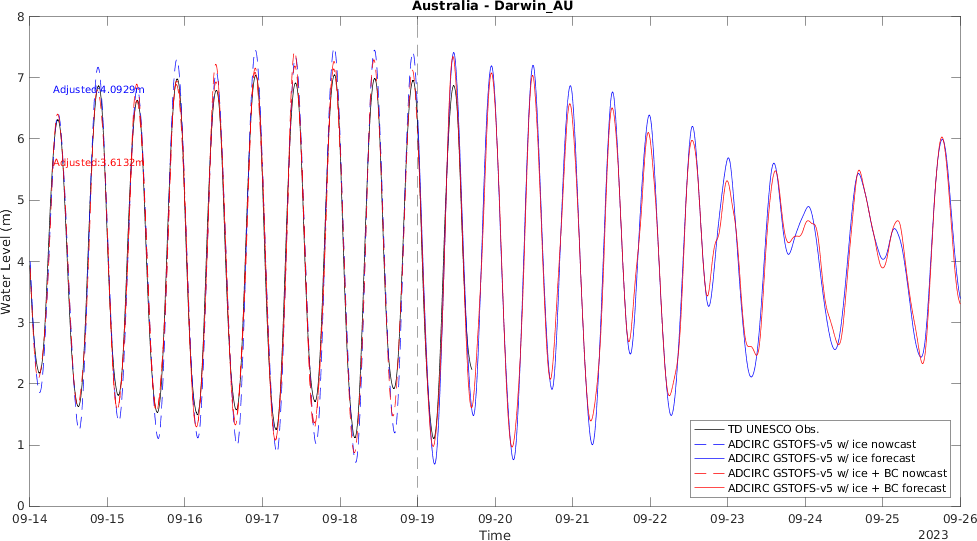 Australia - Darwin_AU
8
7
6
5
4
3
2
1
0
Water Level (m)
Adjusted:4.0929m
Adjusted:3.6132m
TD UNESCO Obs.
ADCIRC GSTOFS-v5 w/ ice nowcast
ADCIRC GSTOFS-v5 w/ ice forecast
ADCIRC GSTOFS-v5 w/ ice + BC nowcast
ADCIRC GSTOFS-v5 w/ ice + BC forecast
09-14 09-15 09-16 09-17 09-18 09-19 09-20 09-21 09-22 09-23 09-24 09-25 09-26
Time
2023